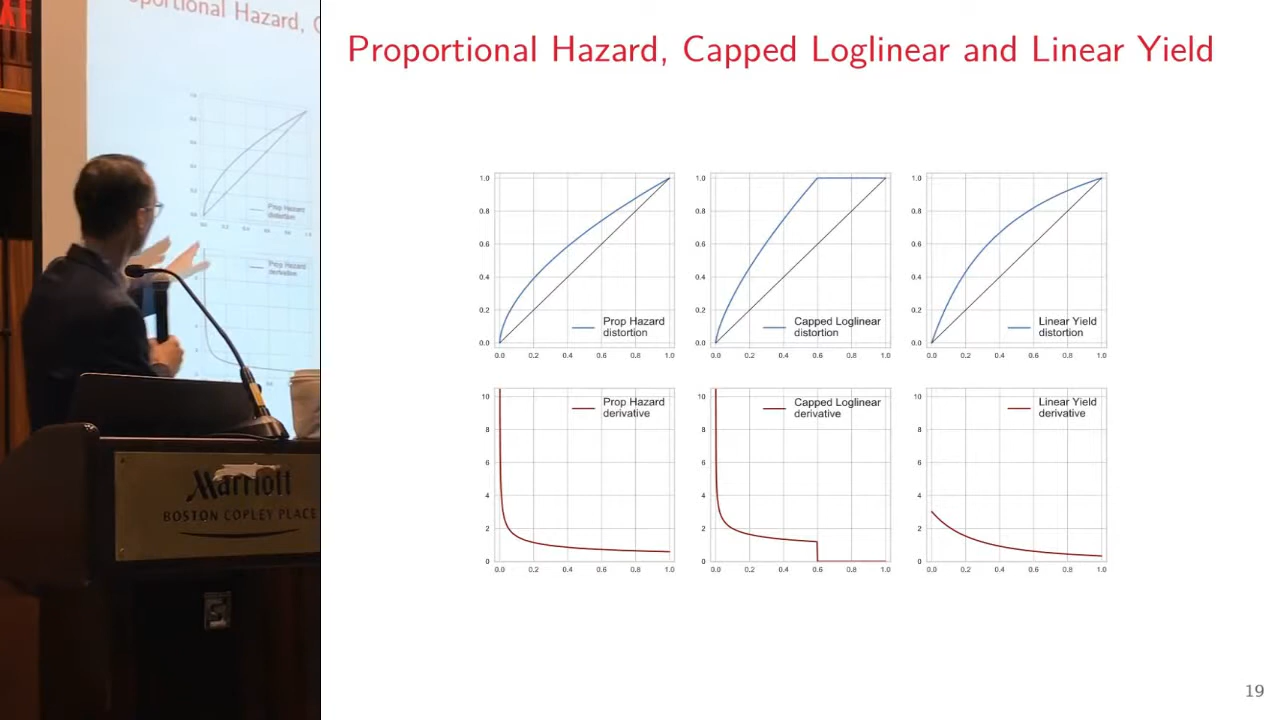 portional Hazard, C
Prop Hazard
distortion
Prop Hazard
derivative
Marriott
BOSTON COPLEY PLACE
Proportional Hazard, Capped Loglinear and Linear Yield
1.0
0.8
0.6
0.4
0.2
0.0
0.0 0.2 0.4 0.6 0.8 1.0
Prop Hazard
distortion
1.0
0.8
0.6
0.4
0.2
0.0
0.0 0.2 0.4 0.6 0.8 1.0
Capped Loglinear
distortion
1.0
0.8
0.6
0.4
0.2
0.0
0.0 0.2 0.4 0.6 0.8 1.0
Linear Yield
distortion
10
8
6
4
2
0
0.0 0.2 0.4 0.6 0.8 1.0
Prop Hazard
derivative
10
8
6
4
2
0
0.0 0.2 0.4 0.6 0.8 1.0
Capped Loglinear
derivative
10
8
6
4
2
0
0.0 0.2 0.4 0.6 0.8 1.0
Linear Yield
derivative
19